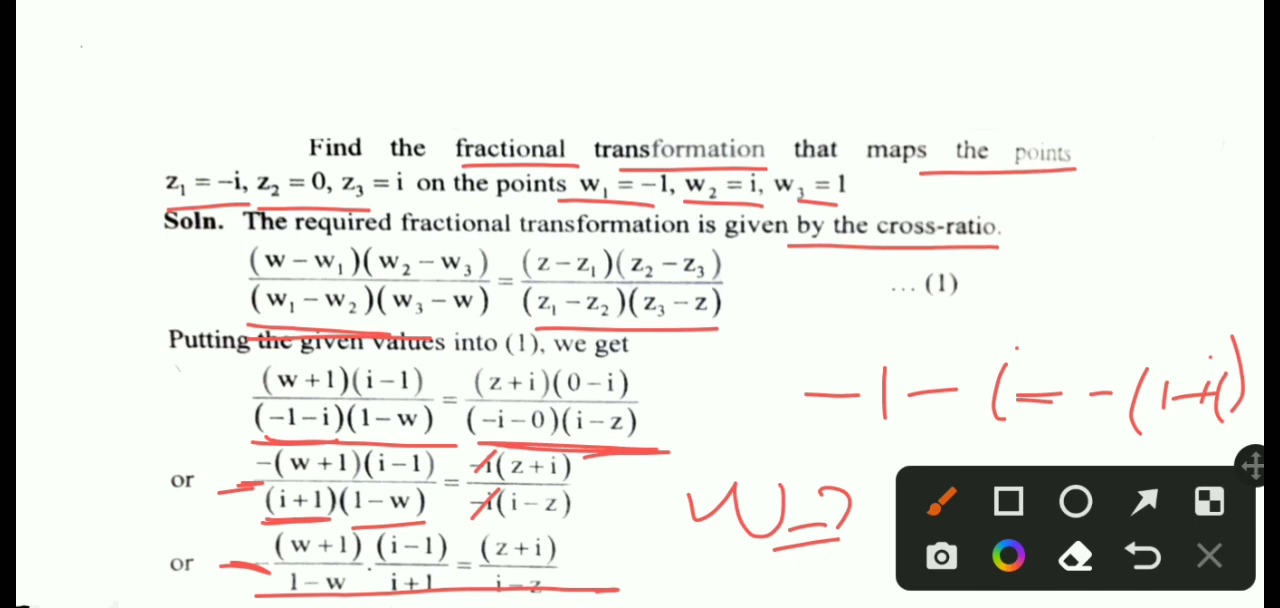 Find the fractional transformation that maps the points
z₁ = −i, z₂ = 0, z₃ = i on the points w₁ = −1, w₂ = i, w₃ = 1
Soln. The required fractional transformation is given by the cross-ratio.
(w − w₁)(w₂ − w₃) / (w₁ − w₂)(w₃ − w) = (z − z₁)(z₂ − z₃) / (z₁ − z₂)(z₃ − z) ... (1)
Putting the given values into (1), we get
(w + 1)(i − 1) / (−1 − i)(1 − w) = (z + i)(0 − i) / (−i − 0)(i − z)
−1 − i = −(1+i)
or −(w + 1)(i − 1) / (i + 1)(1 − w) = −i(z + i) / −i(i − z)
w = ?
or − (w + 1) / 1 − w . (i − 1) / i + 1 = (z + i) / i − z